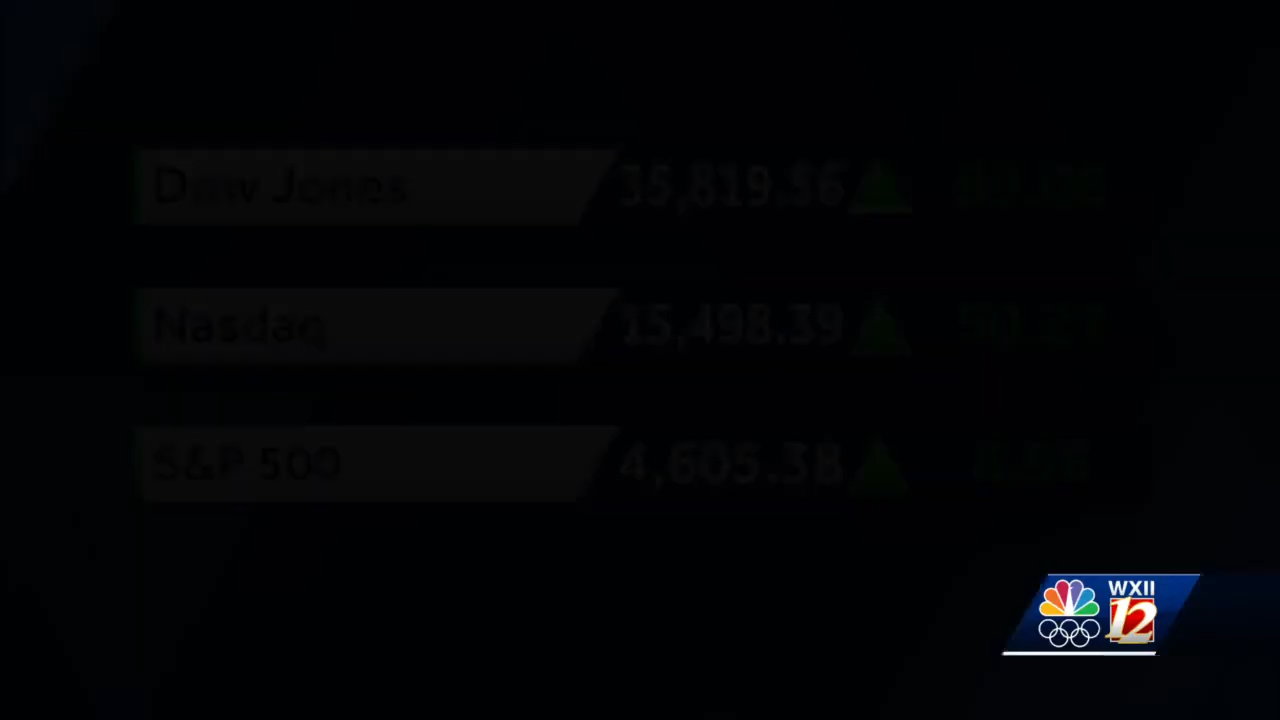 Dow Jones 35,819.56
Nasdaq 15,498.39
S&P 500 4,605.38
WXII
12